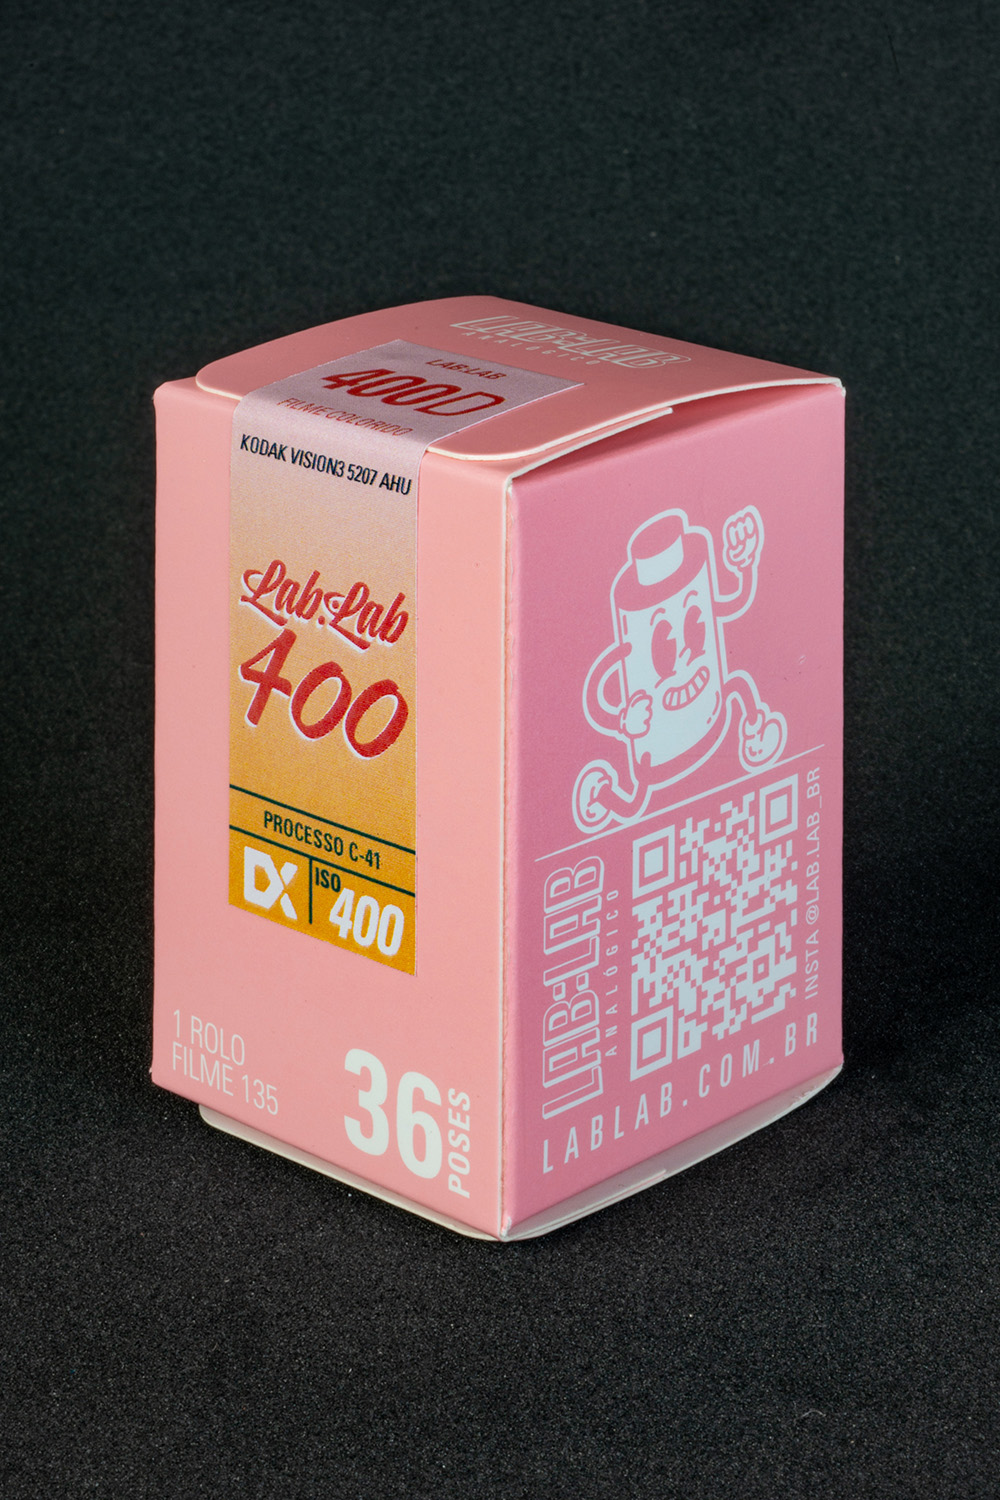 LAB:LAB
ANALÓGICO
LAB:LAB
400D
FILME COLORIDO
KODAK VISION3 5207 AHU
Lab:Lab
400
PROCESSO C-41
DX
ISO
400
1 ROLO
FILME 135
36
POSES
LAB:LAB
ANALÓGICO
INSTA @LAB.LAB_BR
LABLAB.COM.BR